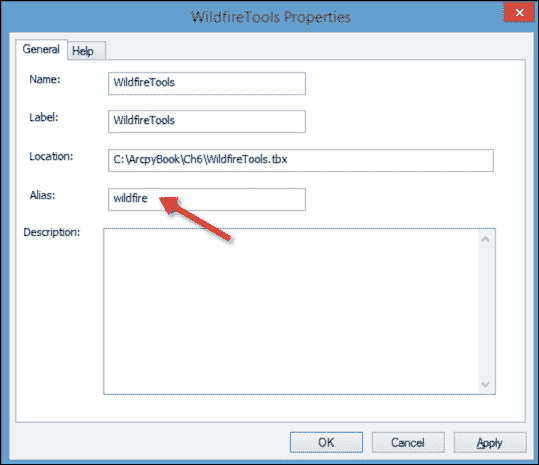 WildfireTools Properties
General Help
Name: WildfireTools
Label: WildfireTools
Location: C:\ArcpyBook\Ch6\WildfireTools.tbx
Alias: wildfire
Description:
OK Cancel Apply